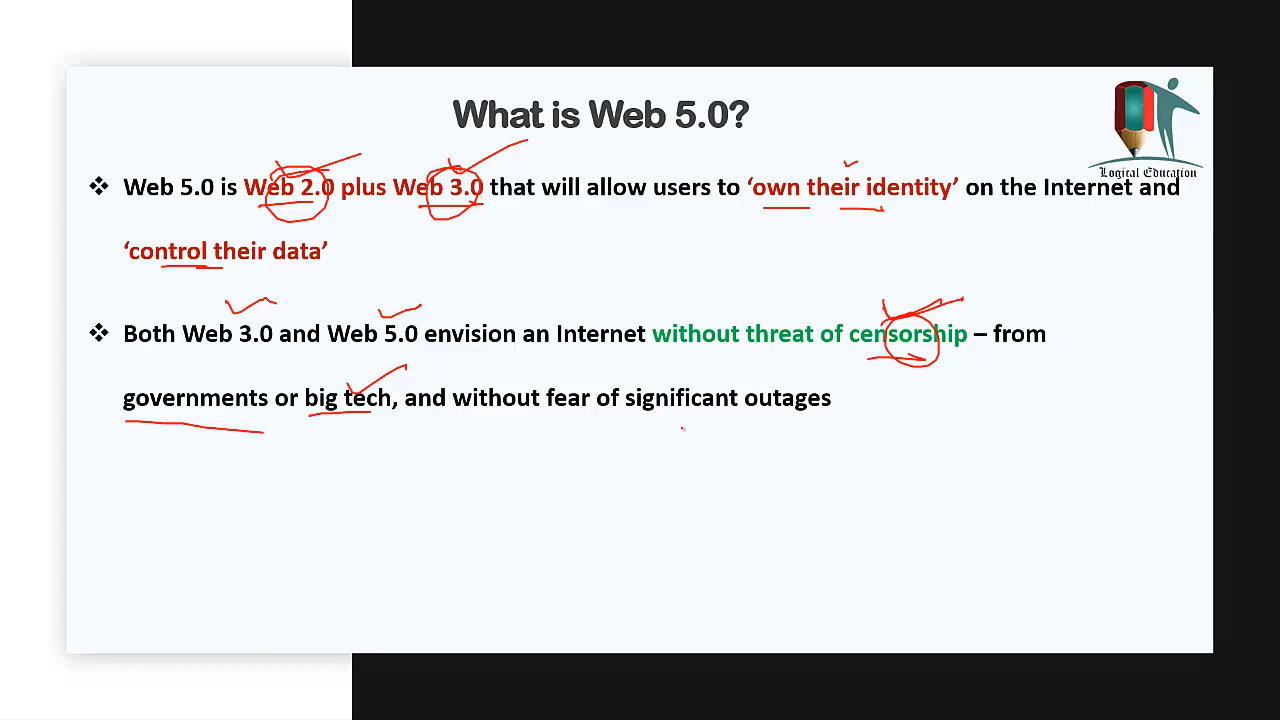 What is Web 5.0?
Logical Education
❖ Web 5.0 is Web 2.0 plus Web 3.0 that will allow users to ‘own their identity’ on the Internet and
‘control their data’
❖ Both Web 3.0 and Web 5.0 envision an Internet without threat of censorship – from
governments or big tech, and without fear of significant outages